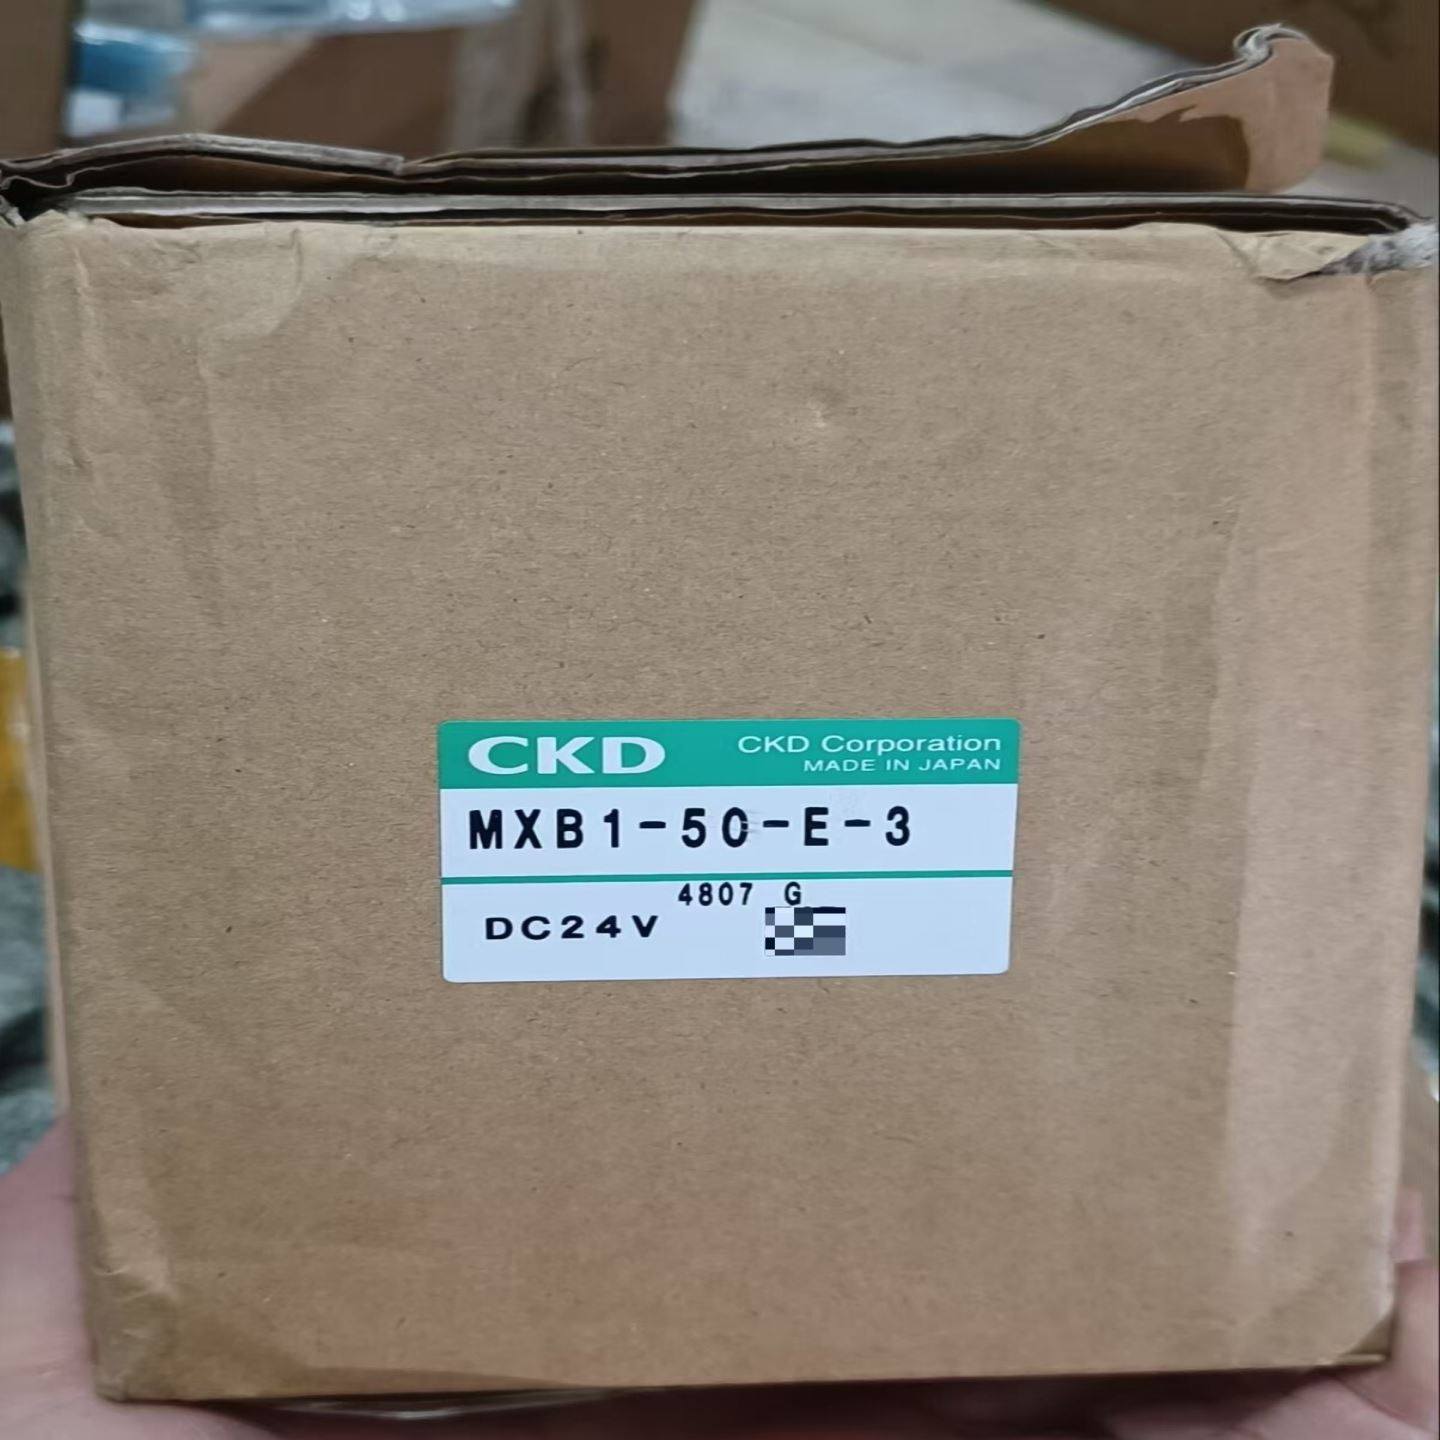 CKD CKD Corporation
MADE IN JAPAN
MXB1-50-E-3
4807 G
DC24V